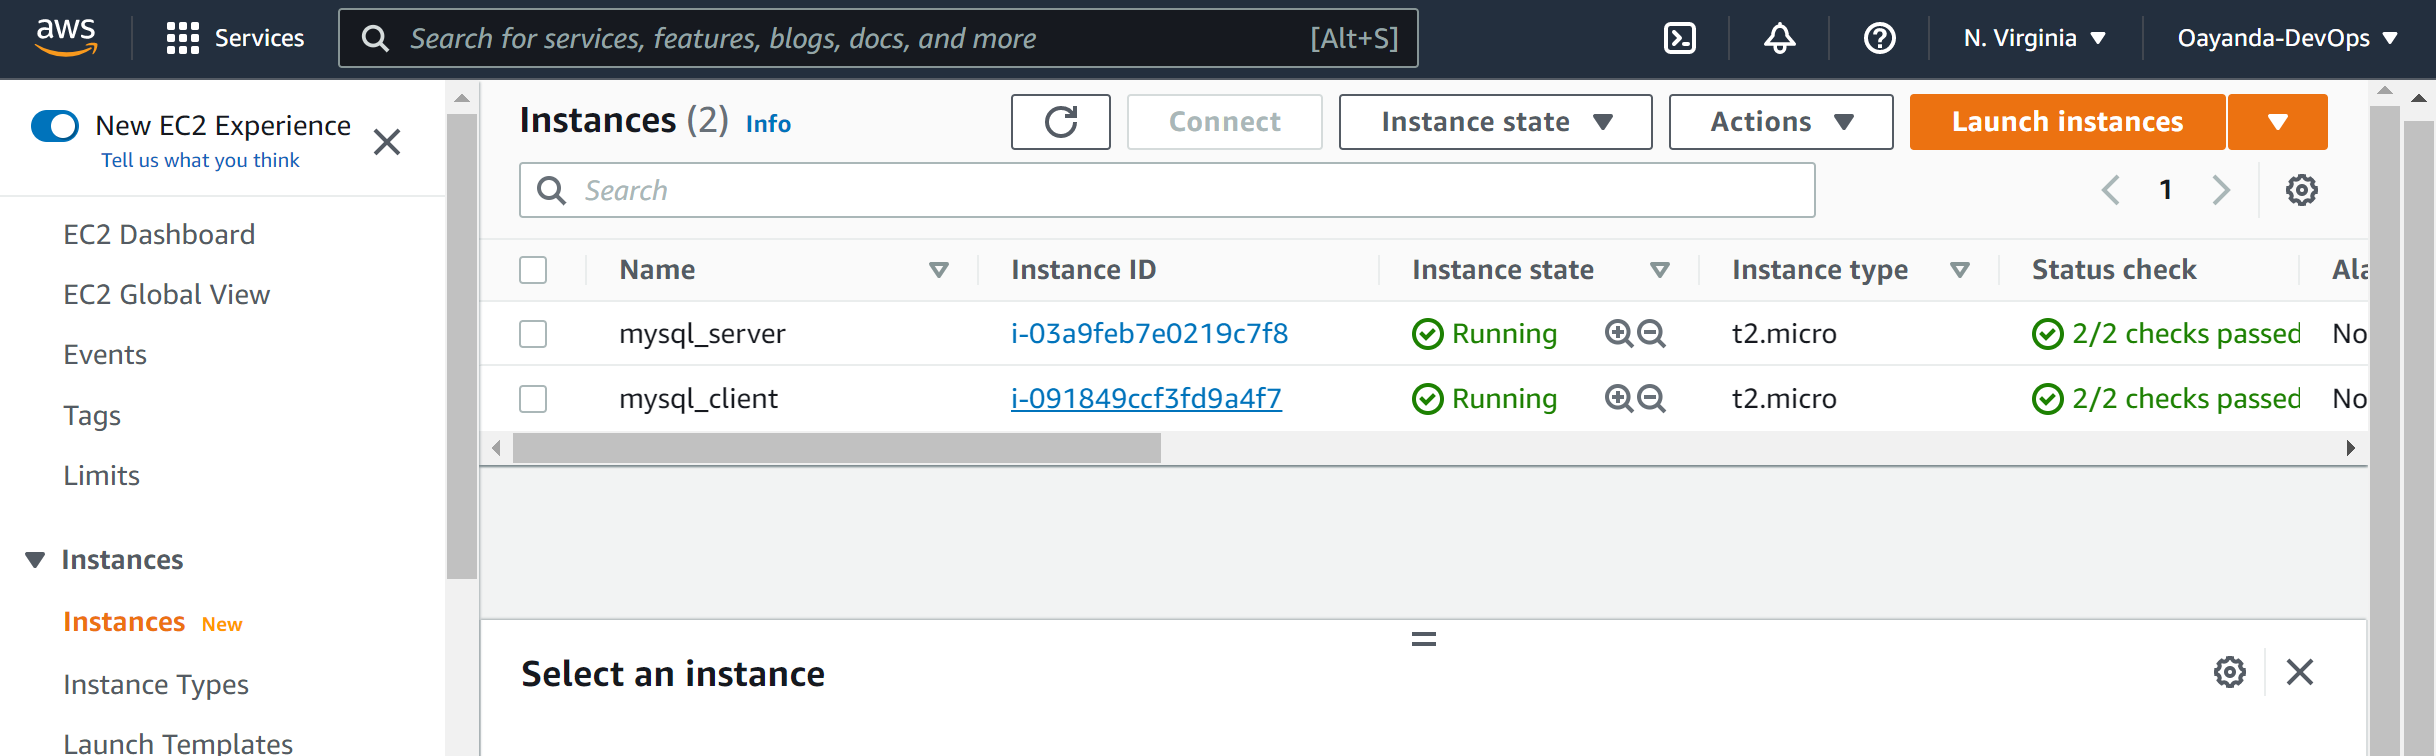 aws Services Search for services, features, blogs, docs, and more [Alt+S] N. Virginia Oayanda-DevOps
New EC2 Experience
Tell us what you think
EC2 Dashboard
EC2 Global View
Events
Tags
Limits
Instances
Instances New
Instance Types
Launch Templates
Instances (2) Info Connect Instance state Actions Launch instances
Search 1
Name Instance ID Instance state Instance type Status check Ala
mysql_server i-03a9feb7e0219c7f8 Running t2.micro 2/2 checks passed No
mysql_client i-091849ccf3fd9a4f7 Running t2.micro 2/2 checks passed No
Select an instance